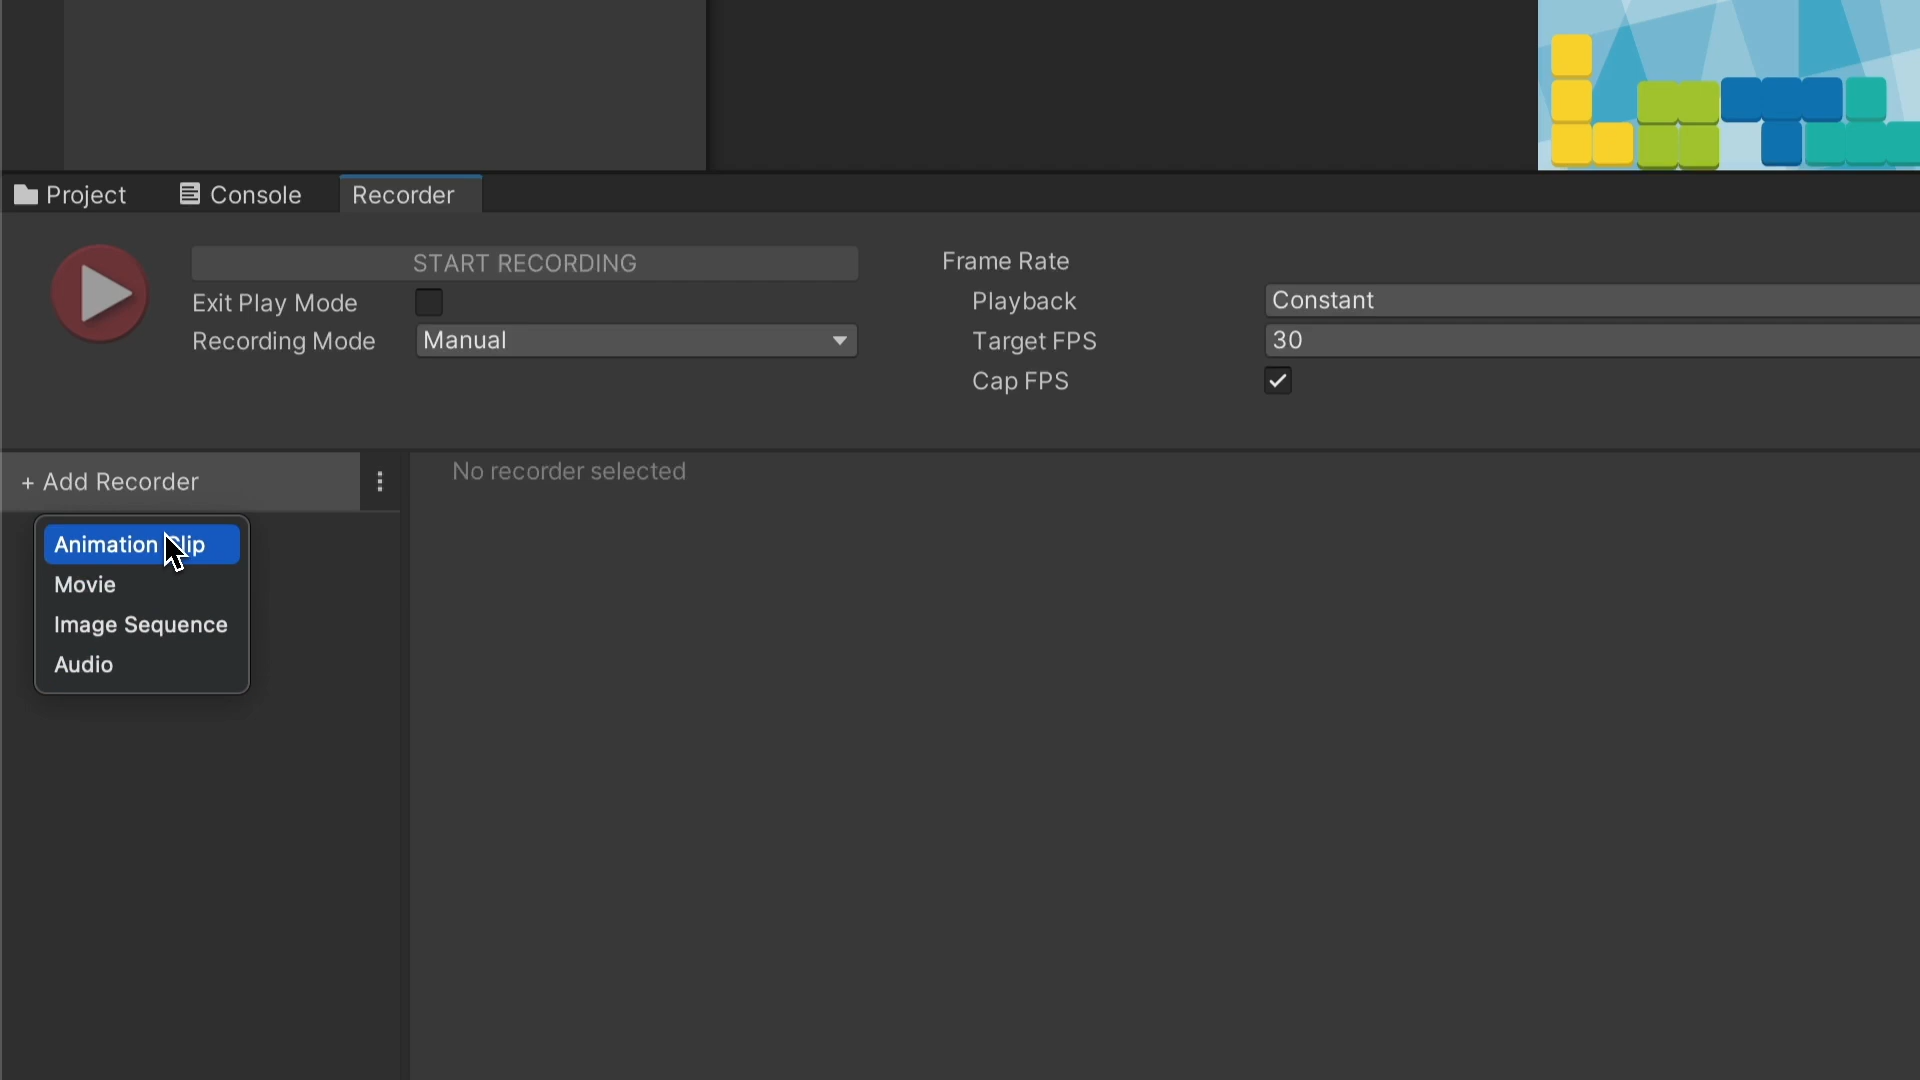 Project
Console
Recorder
START RECORDING
Exit Play Mode
Recording Mode
Manual
Frame Rate
Playback
Constant
Target FPS
30
Cap FPS
+ Add Recorder
No recorder selected
Animation Clip
Movie
Image Sequence
Audio